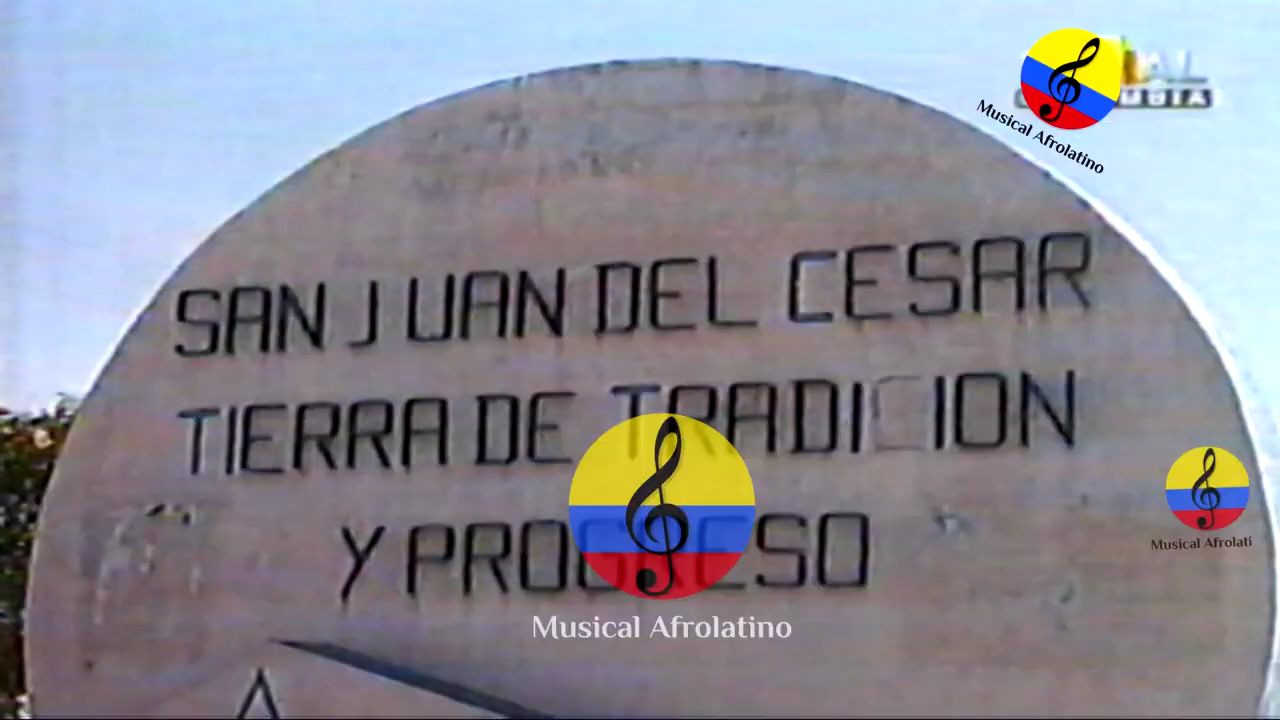 SAN JUAN DEL CESAR
TIERRA DE TRADICION
Y PROGRESO
Musical Afrolatino
Musical Afrolatino
Musical Afrolati